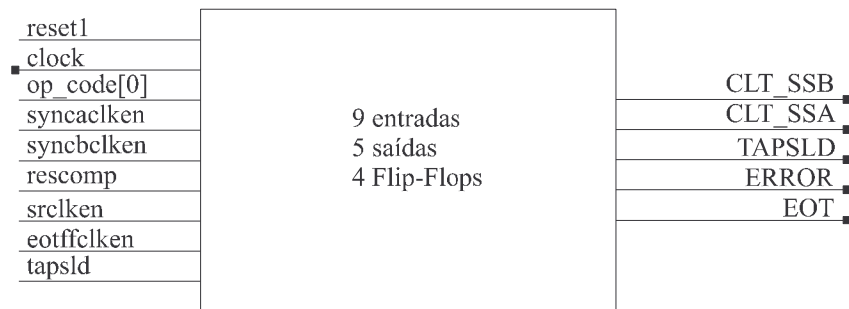 reset1
clock
op_code[0]
syncaclken
syncbclken
rescomp
srclken
eotffclken
tapsld
9 entradas
5 saídas
4 Flip-Flops
CLT_SSB
CLT_SSA
TAPSLD
ERROR
EOT